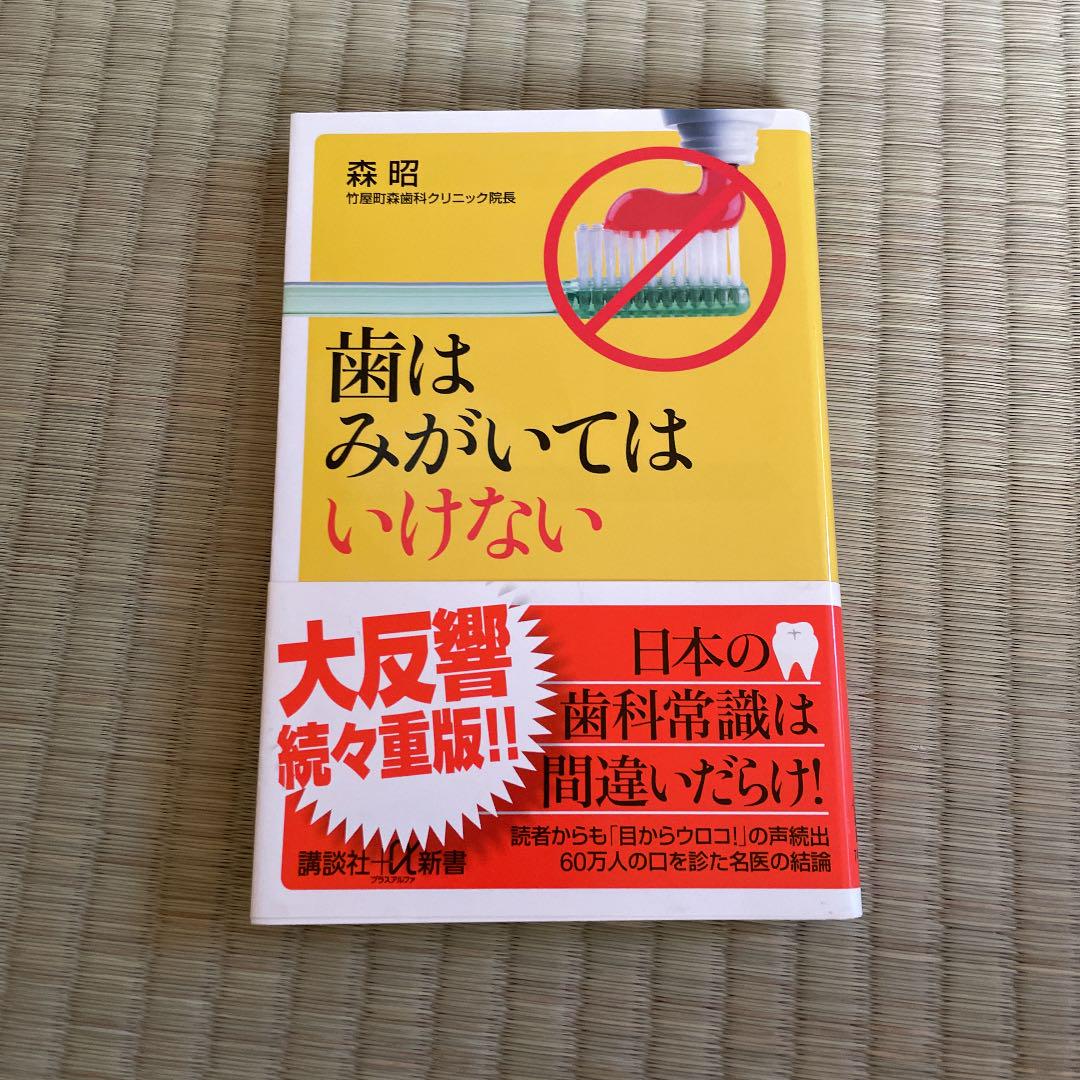 森 昭
竹屋町森歯科クリニック院長
歯は
みがいては
いけない
大反響
続々重版!!
日本の
歯科常識は
間違いだらけ!
読者からも「目からウロコ!」の声続出
60万人の口を診た名医の結論
講談社+α新書
プラスアルファ